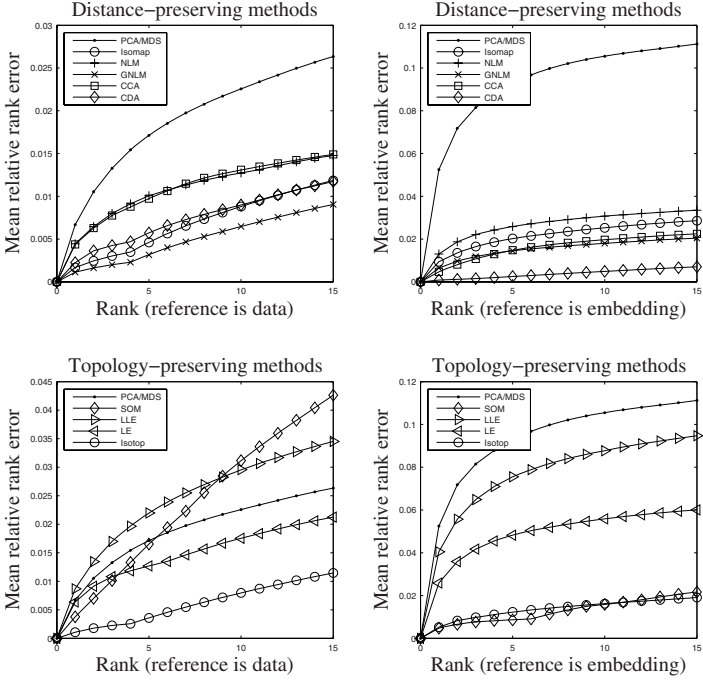 Distance−preserving methods
0.03
0.025
0.02
0.015
0.01
0.005
0
0
5
10
15
Mean relative rank error
Rank (reference is data)
PCA/MDS
Isomap
NLM
GNLM
CCA
CDA
Distance−preserving methods
0.12
0.1
0.08
0.06
0.04
0.02
0
0
5
10
15
Mean relative rank error
Rank (reference is embedding)
PCA/MDS
Isomap
NLM
GNLM
CCA
CDA
Topology−preserving methods
0.045
0.04
0.035
0.03
0.025
0.02
0.015
0.01
0.005
0
0
5
10
15
Mean relative rank error
Rank (reference is data)
PCA/MDS
SOM
LLE
LE
Isotop
Topology−preserving methods
0.12
0.1
0.08
0.06
0.04
0.02
0
0
5
10
15
Mean relative rank error
Rank (reference is embedding)
PCA/MDS
SOM
LLE
LE
Isotop